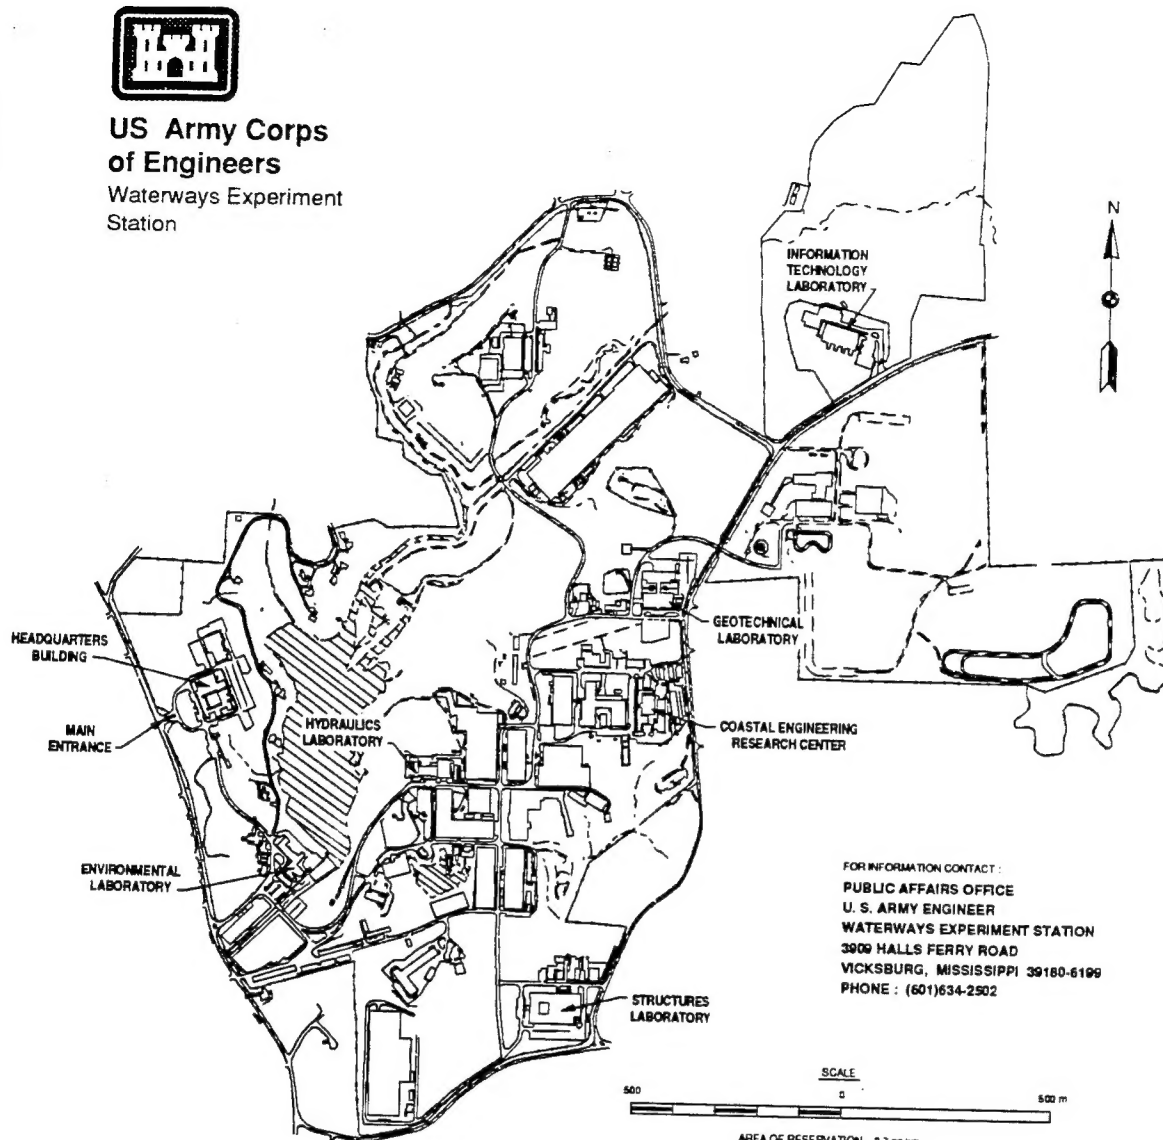 US Army Corps
of Engineers
Waterways Experiment
Station
N
INFORMATION
TECHNOLOGY
LABORATORY
HEADQUARTERS
BUILDING
GEOTECHNICAL
LABORATORY
MAIN
ENTRANCE
HYDRAULICS
LABORATORY
COASTAL ENGINEERING
RESEARCH CENTER
ENVIRONMENTAL
LABORATORY
FOR INFORMATION CONTACT :
PUBLIC AFFAIRS OFFICE
U. S. ARMY ENGINEER
WATERWAYS EXPERIMENT STATION
3909 HALLS FERRY ROAD
VICKSBURG, MISSISSIPPI 39180-6199
PHONE : (601)634-2502
STRUCTURES
LABORATORY
SCALE
500 0 500 m
AREA OF RESERVATION